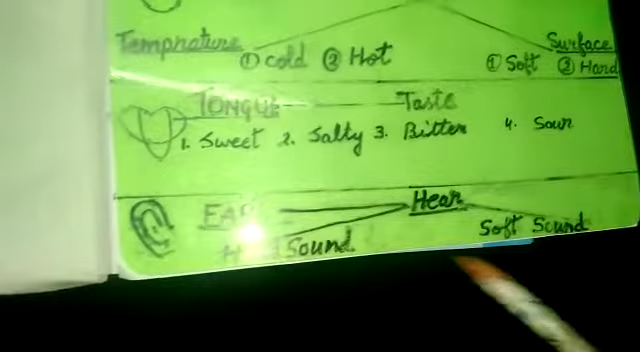 Tempnature Surface
① Cold ② Hot ① Soft ② Hard
TONGUE Taste
1. Sweet 2. Salty 3. Bitter 4. Sour
EAR Hear
Sound. Soft Sound